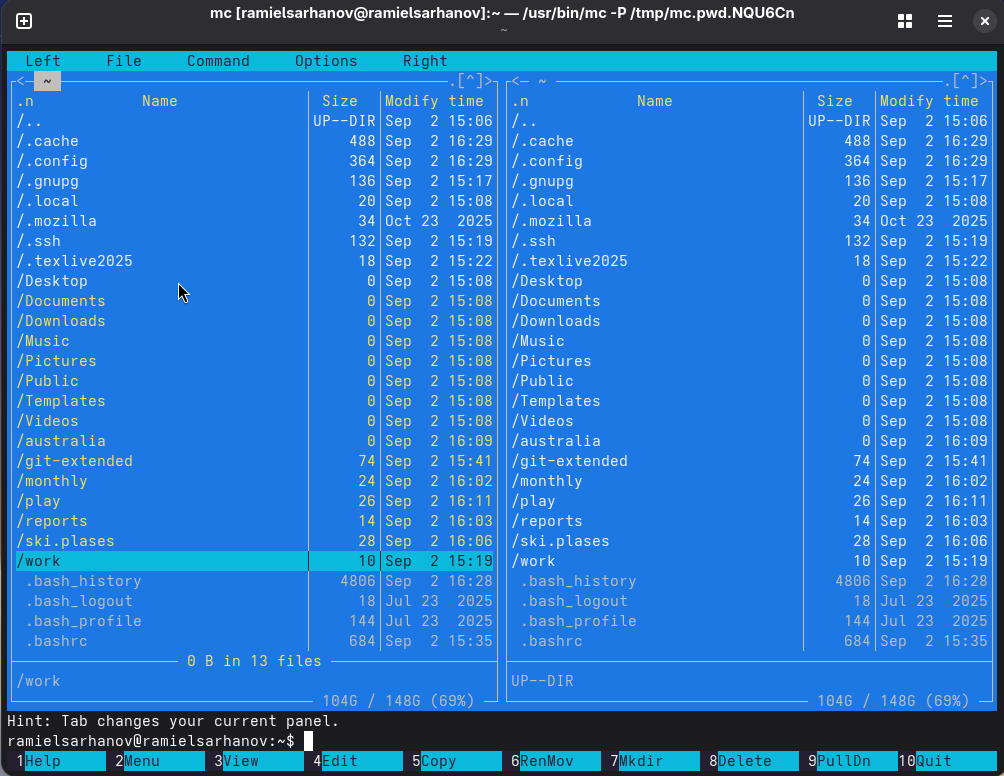 mc [ramielsarhanov@ramielsarhanov]:~ — /usr/bin/mc -P /tmp/mc.pwd.NQU6Cn
~
Left File Command Options Right
<─ ~ ─.[^]>┐┌<─ ~ ─.[^]>
.n Name │ Size │Modify time .n Name │ Size │Modify time
/.. │UP--DIR│Sep 2 15:06 /.. │UP--DIR│Sep 2 15:06
/.cache │ 488│Sep 2 16:29 /.cache │ 488│Sep 2 16:29
/.config │ 364│Sep 2 16:29 /.config │ 364│Sep 2 16:29
/.gnupg │ 136│Sep 2 15:17 /.gnupg │ 136│Sep 2 15:17
/.local │ 20│Sep 2 15:08 /.local │ 20│Sep 2 15:08
/.mozilla │ 34│Oct 23 2025 /.mozilla │ 34│Oct 23 2025
/.ssh │ 132│Sep 2 15:19 /.ssh │ 132│Sep 2 15:19
/.texlive2025 │ 18│Sep 2 15:22 /.texlive2025 │ 18│Sep 2 15:22
/Desktop │ 0│Sep 2 15:08 /Desktop │ 0│Sep 2 15:08
/Documents │ 0│Sep 2 15:08 /Documents │ 0│Sep 2 15:08
/Downloads │ 0│Sep 2 15:08 /Downloads │ 0│Sep 2 15:08
/Music │ 0│Sep 2 15:08 /Music │ 0│Sep 2 15:08
/Pictures │ 0│Sep 2 15:08 /Pictures │ 0│Sep 2 15:08
/Public │ 0│Sep 2 15:08 /Public │ 0│Sep 2 15:08
/Templates │ 0│Sep 2 15:08 /Templates │ 0│Sep 2 15:08
/Videos │ 0│Sep 2 15:08 /Videos │ 0│Sep 2 15:08
/australia │ 0│Sep 2 16:09 /australia │ 0│Sep 2 16:09
/git-extended │ 74│Sep 2 15:41 /git-extended │ 74│Sep 2 15:41
/monthly │ 24│Sep 2 16:02 /monthly │ 24│Sep 2 16:02
/play │ 26│Sep 2 16:11 /play │ 26│Sep 2 16:11
/reports │ 14│Sep 2 16:03 /reports │ 14│Sep 2 16:03
/ski.plases │ 28│Sep 2 16:06 /ski.plases │ 28│Sep 2 16:06
/work │ 10│Sep 2 15:19 /work │ 10│Sep 2 15:19
.bash_history │ 4806│Sep 2 16:28 .bash_history │ 4806│Sep 2 16:28
.bash_logout │ 18│Jul 23 2025 .bash_logout │ 18│Jul 23 2025
.bash_profile │ 144│Jul 23 2025 .bash_profile │ 144│Jul 23 2025
.bashrc │ 684│Sep 2 15:35 .bashrc │ 684│Sep 2 15:35
0 B in 13 files
/work UP--DIR
104G / 148G (69%) 104G / 148G (69%)
Hint: Tab changes your current panel.
ramielsarhanov@ramielsarhanov:~$
1Help 2Menu 3View 4Edit 5Copy 6RenMov 7Mkdir 8Delete 9PullDn 10Quit